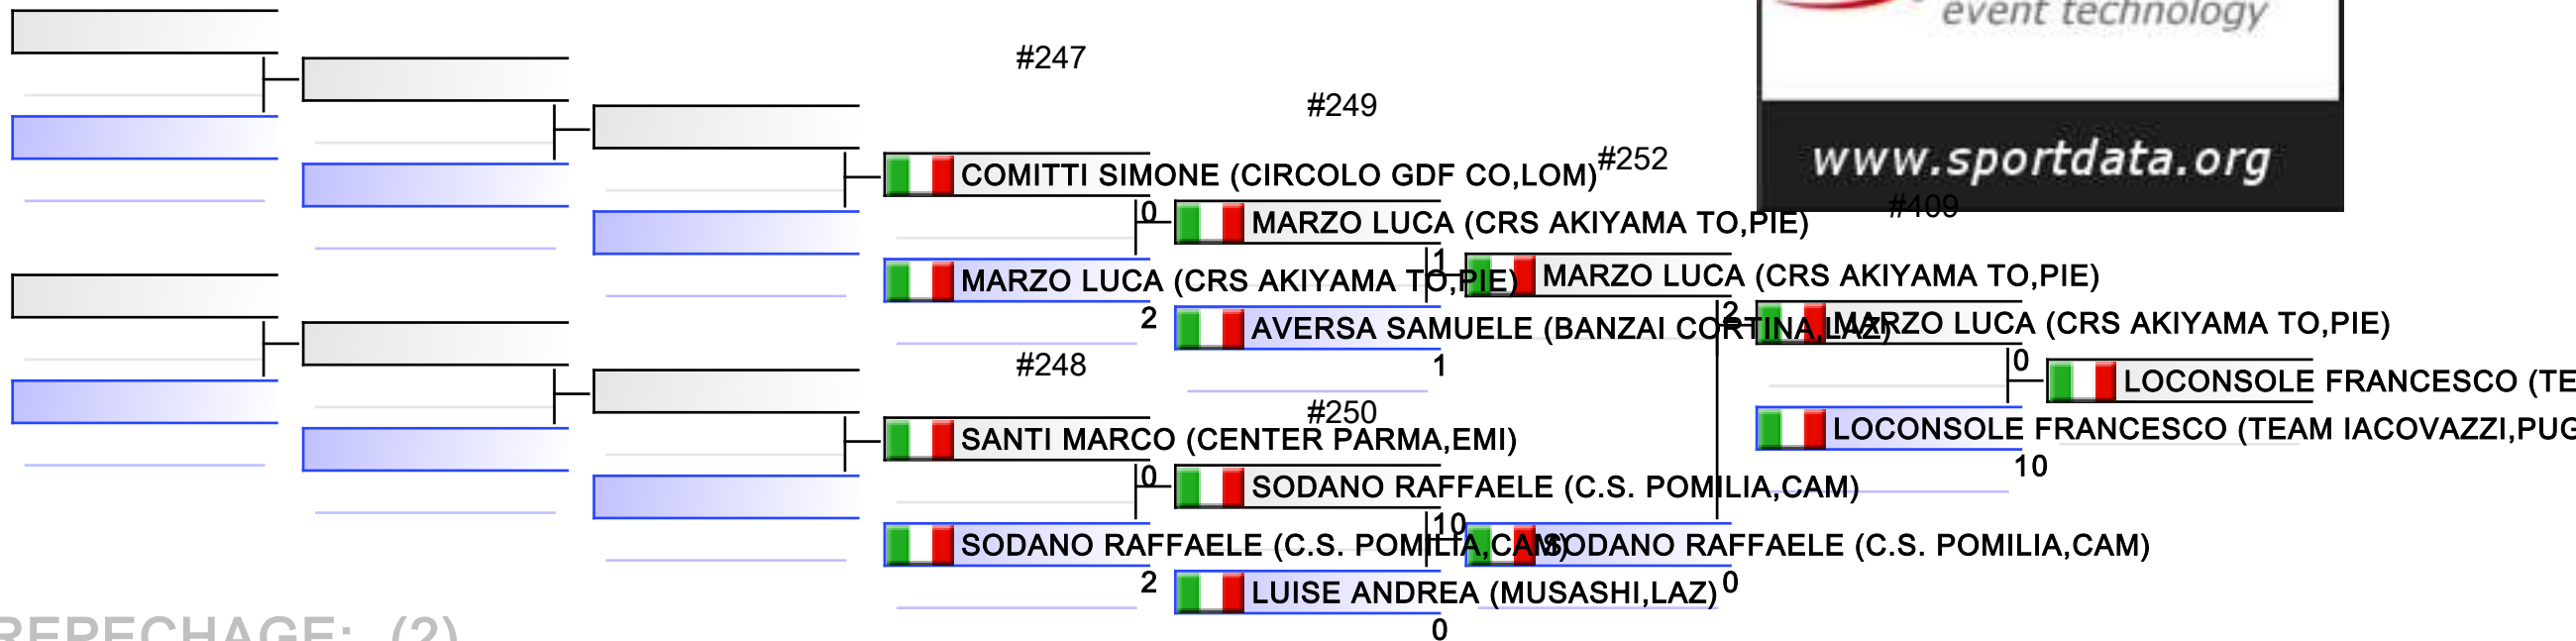 event technology
www.sportdata.org
#247
#249
#252
#409
COMITTI SIMONE (CIRCOLO GDF CO,LOM)
0
MARZO LUCA (CRS AKIYAMA TO,PIE)
MARZO LUCA (CRS AKIYAMA TO,PIE)
2
1
MARZO LUCA (CRS AKIYAMA TO,PIE)
AVERSA SAMUELE (BANZAI CORTINA,LAZ)
1
2
MARZO LUCA (CRS AKIYAMA TO,PIE)
0
LOCONSOLE FRANCESCO (TE
LOCONSOLE FRANCESCO (TEAM IACOVAZZI,PUG
10
#248
#250
SANTI MARCO (CENTER PARMA,EMI)
0
SODANO RAFFAELE (C.S. POMILIA,CAM)
SODANO RAFFAELE (C.S. POMILIA,CAM)
2
10
SODANO RAFFAELE (C.S. POMILIA,CAM)
0
LUISE ANDREA (MUSASHI,LAZ)
0
REPECHAGE: (2)